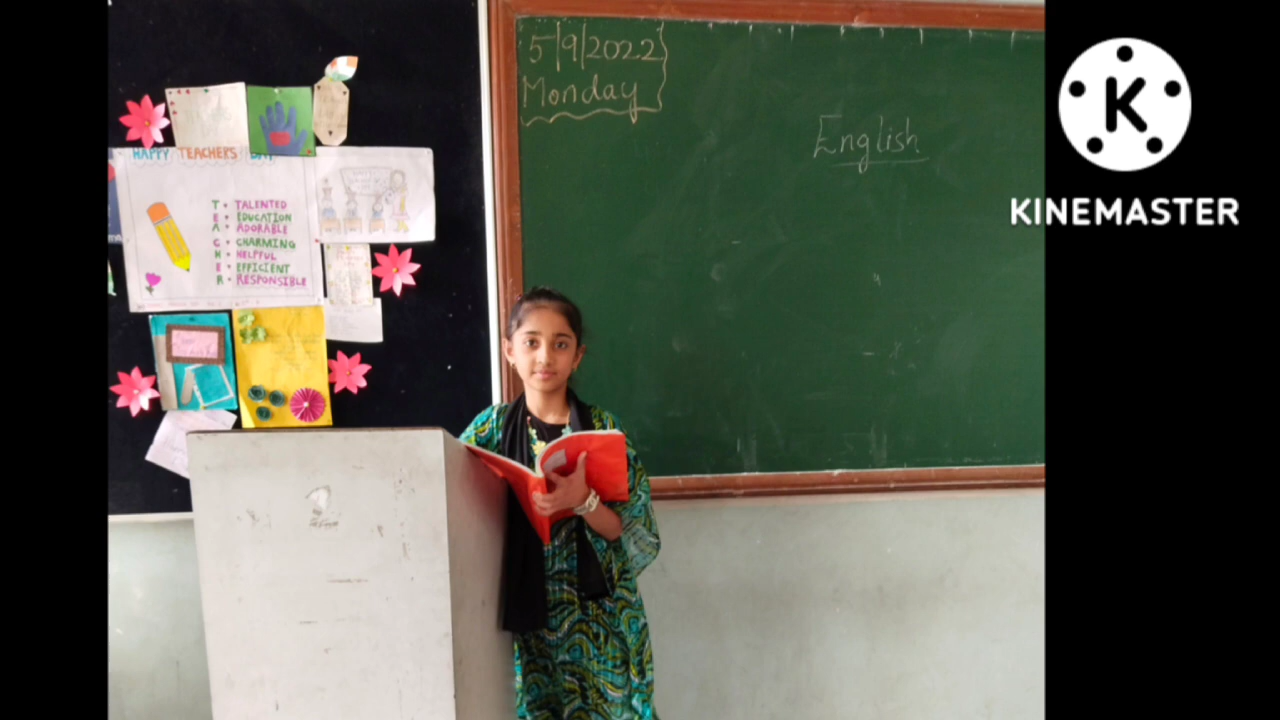 5/9/2022
Monday
English
HAPPY TEACHERS DAY
T • TALENTED
E • EDUCATION
A • ADORABLE
C • CHARMING
H • HELPFUL
E • EFFICIENT
R • RESPONSIBLE
K
KINEMASTER